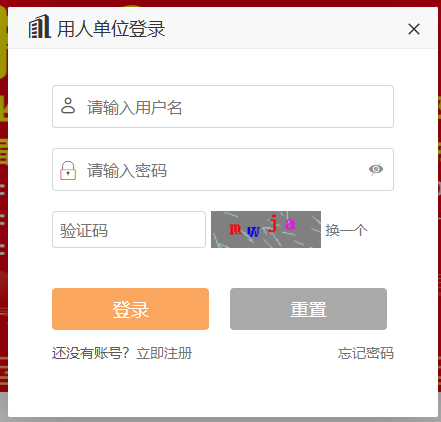 用人单位登录
请输入用户名
请输入密码
验证码 mwja 换一个
登录 重置
还没有账号？立即注册 忘记密码